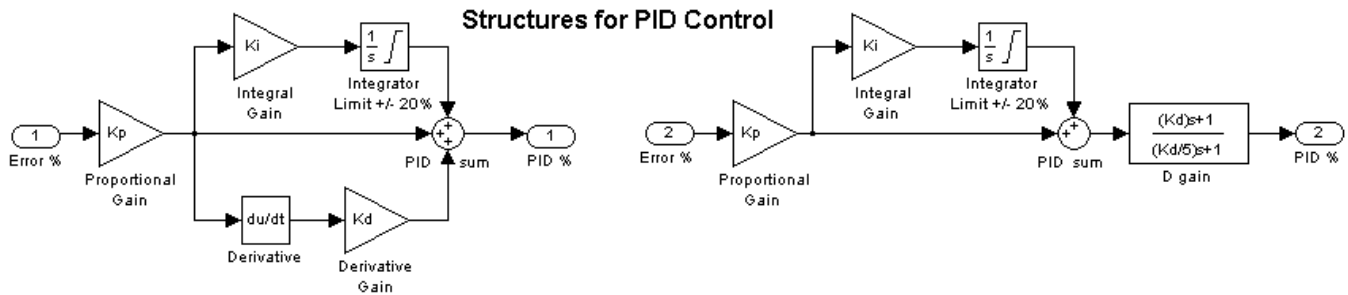 Structures for PID Control
Ki
1
s
Integral
Gain
Integrator
Limit +/- 20%
1
Error %
Kp
Proportional
Gain
+
+
+
PID sum
1
PID %
du/dt
Derivative
Kd
Derivative
Gain
Ki
1
s
Integral
Gain
Integrator
Limit +/- 20%
2
Error %
Kp
Proportional
Gain
+
+
PID sum
(Kd)s+1
(Kd/5)s+1
D gain
2
PID %